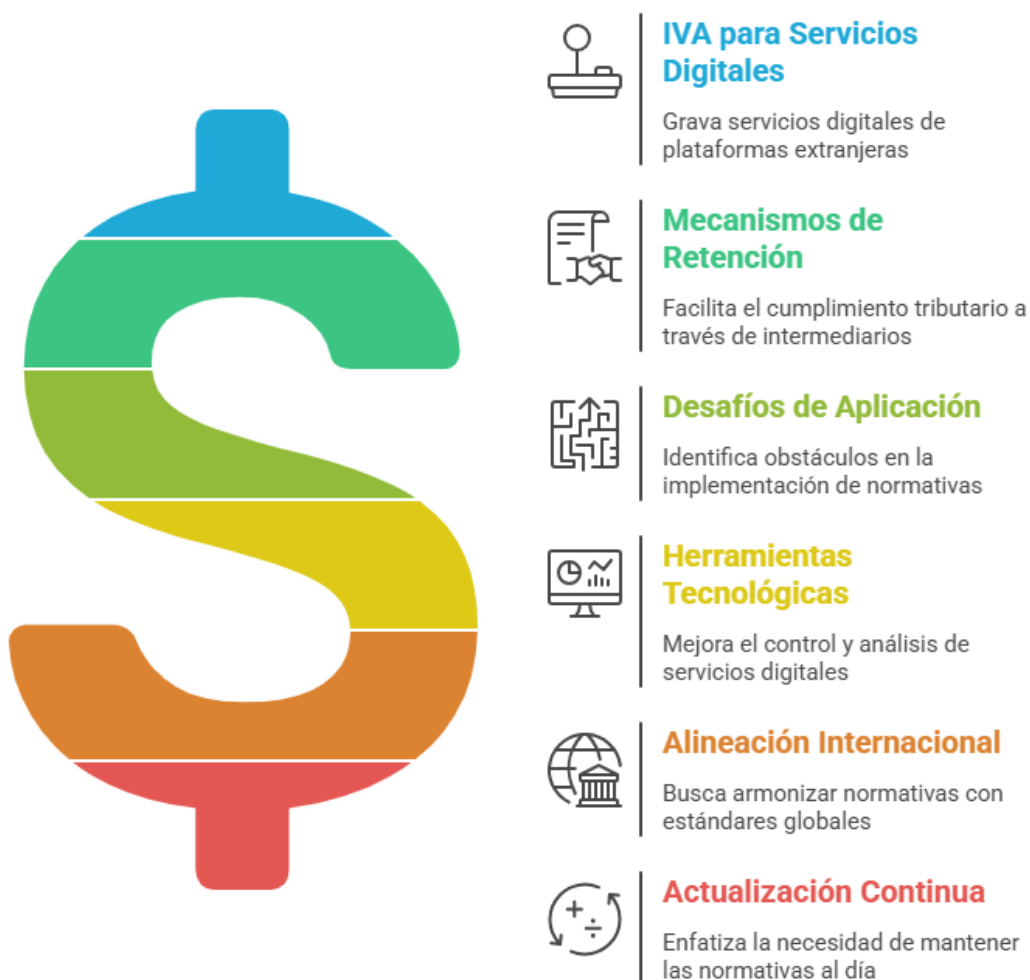 IVA para Servicios
Digitales
Grava servicios digitales de
plataformas extranjeras
Mecanismos de
Retención
Facilita el cumplimiento tributario a
través de intermediarios
Desafíos de Aplicación
Identifica obstáculos en la
implementación de normativas
Herramientas
Tecnológicas
Mejora el control y análisis de
servicios digitales
Alineación Internacional
Busca armonizar normativas con
estándares globales
Actualización Continua
Enfatiza la necesidad de mantener
las normativas al día